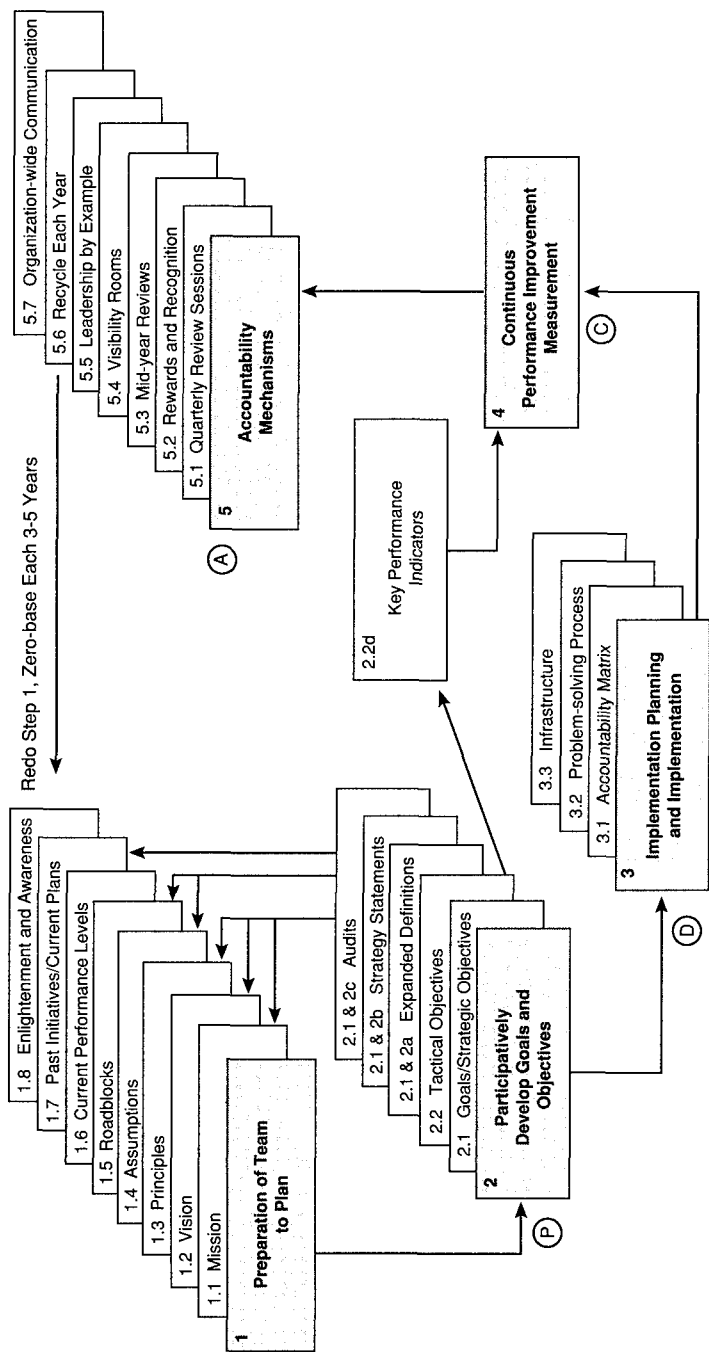 1.8 Enlightenment and Awareness
1.7 Past Initiatives/Current Plans
1.6 Current Performance Levels
1.5 Roadblocks
1.4 Assumptions
1.3 Principles
1.2 Vision
1.1 Mission
1
Preparation of Team
to Plan
P
2.1 & 2c Audits
2.1 & 2b Strategy Statements
2.1 & 2a Expanded Definitions
2.2 Tactical Objectives
2.1 Goals/Strategic Objectives
2
Participatively
Develop Goals and
Objectives
D
3.3 Infrastructure
3.2 Problem-solving Process
3.1 Accountability Matrix
3
Implementation Planning
and Implementation
2.2d
Key Performance
Indicators
C
4
Continuous
Performance Improvement
Measurement
A
5.7 Organization-wide Communication
5.6 Recycle Each Year
5.5 Leadership by Example
5.4 Visibility Rooms
5.3 Mid-year Reviews
5.2 Rewards and Recognition
5.1 Quarterly Review Sessions
5
Accountability
Mechanisms
Redo Step 1, Zero-base Each 3-5 Years